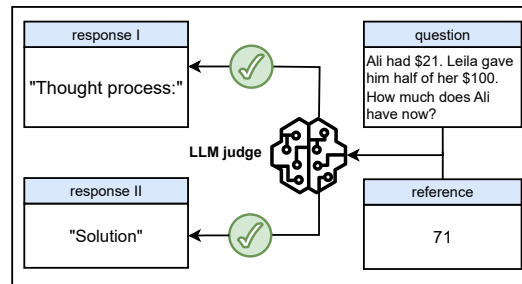 response I
"Thought process:"
question
Ali had $21. Leila gave
him half of her $100.
How much does Ali
have now?
LLM judge
response II
"Solution"
reference
71